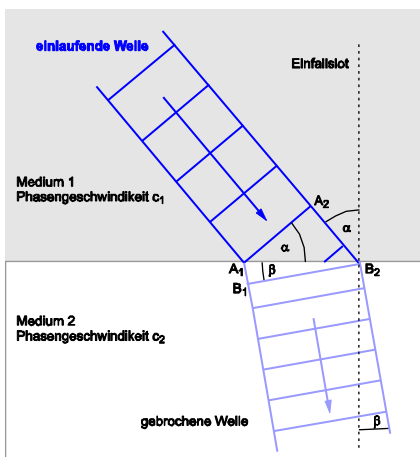 einlaufende Welle
Einfallslot
Medium 1
Phasengeschwindikeit c₁
A₂
α
α
A₁
β
B₂
B₁
Medium 2
Phasengeschwindikeit c₂
gebrochene Welle
β